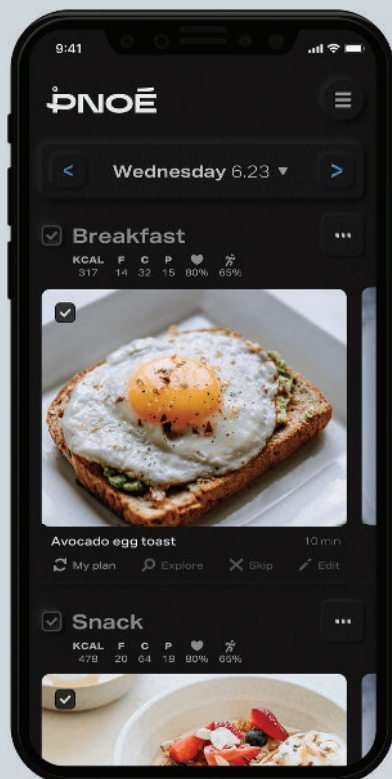 9:41
PNOĒ
< Wednesday 6.23 ▼ >
Breakfast
KCAL F C P
317 14 32 15 80% 65%
Avocado egg toast 10 min
My plan Explore Skip Edit
Snack
KCAL F C P
478 20 64 18 80% 65%